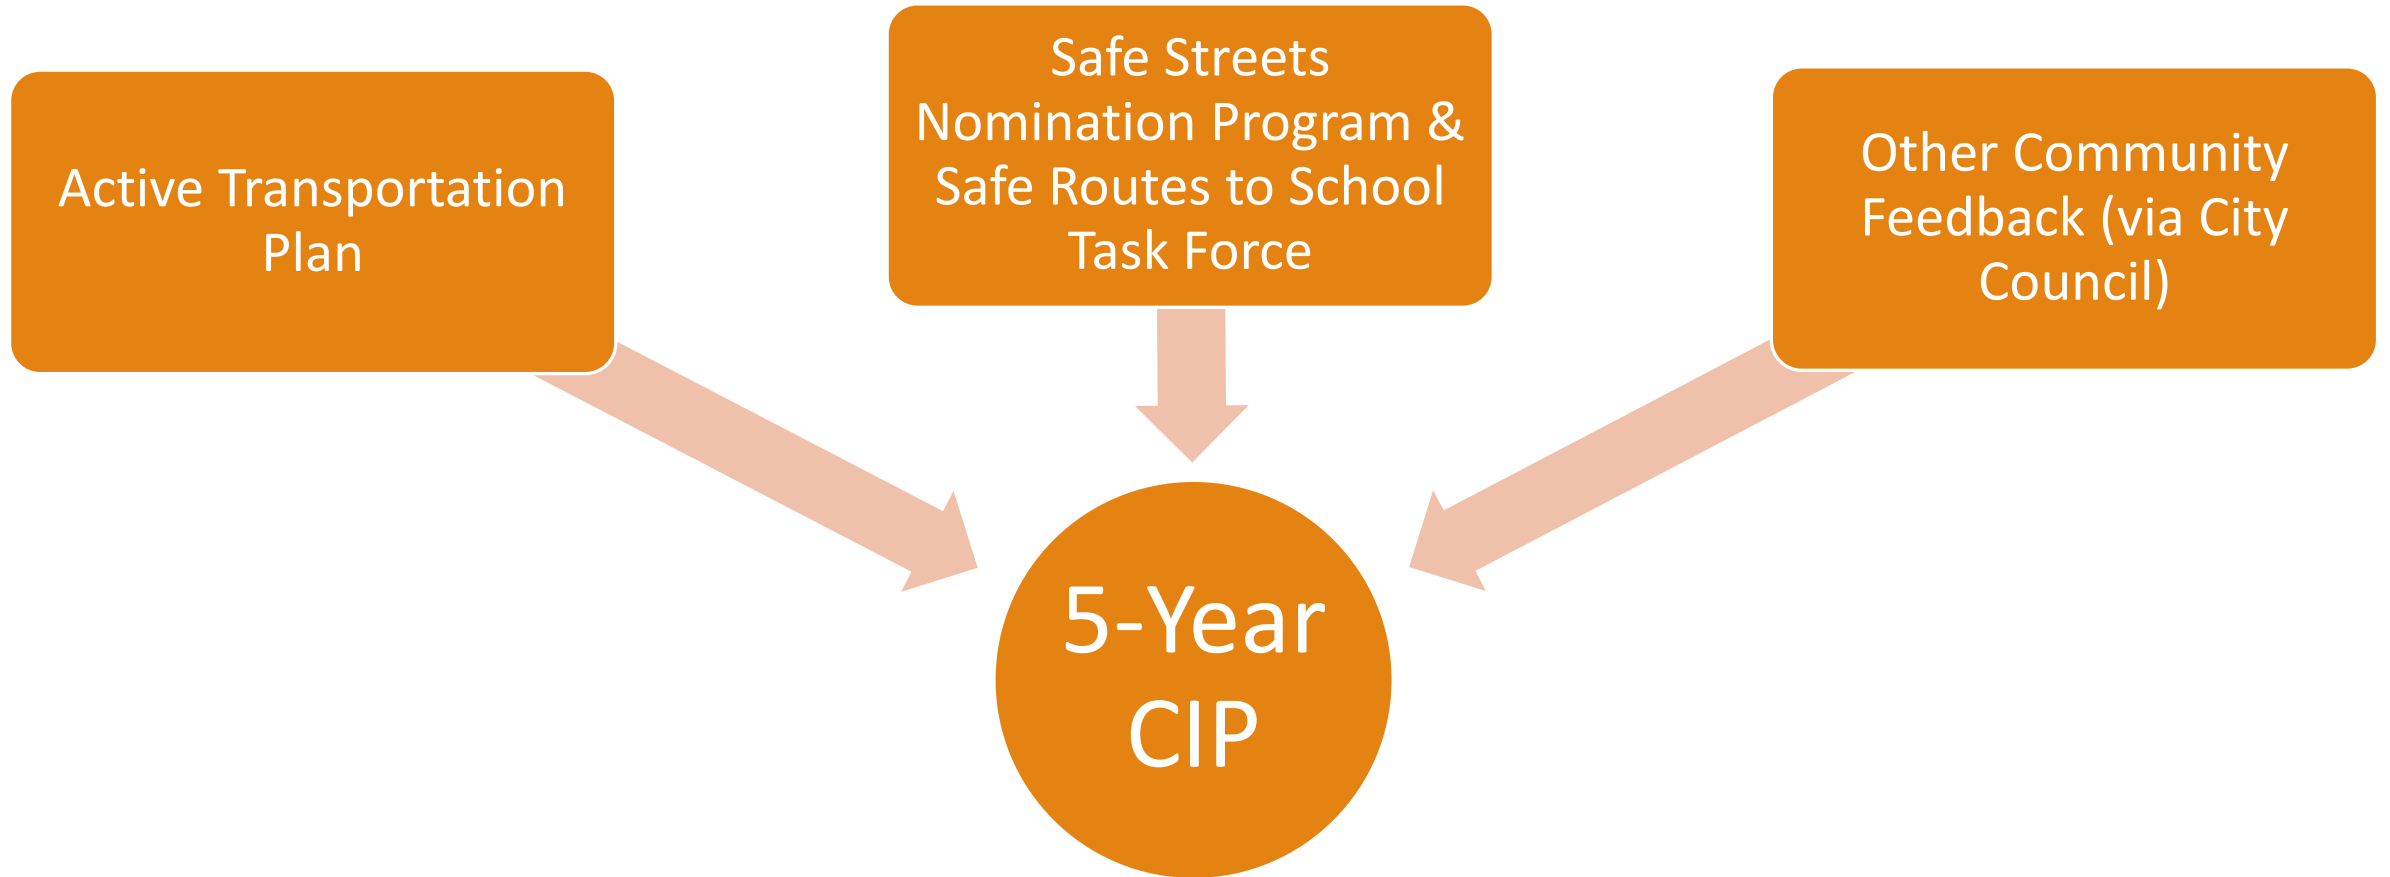 Active Transportation
Plan
Safe Streets
Nomination Program &
Safe Routes to School
Task Force
Other Community
Feedback (via City
Council)
5-Year
CIP